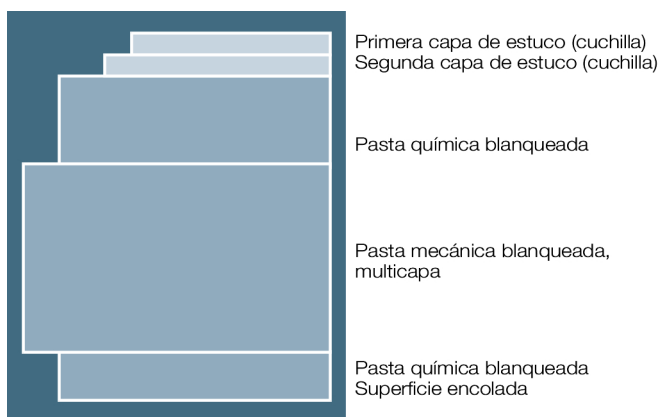 Primera capa de estuco (cuchilla)
Segunda capa de estuco (cuchilla)
Pasta química blanqueada
Pasta mecánica blanqueada,
multicapa
Pasta química blanqueada
Superficie encolada